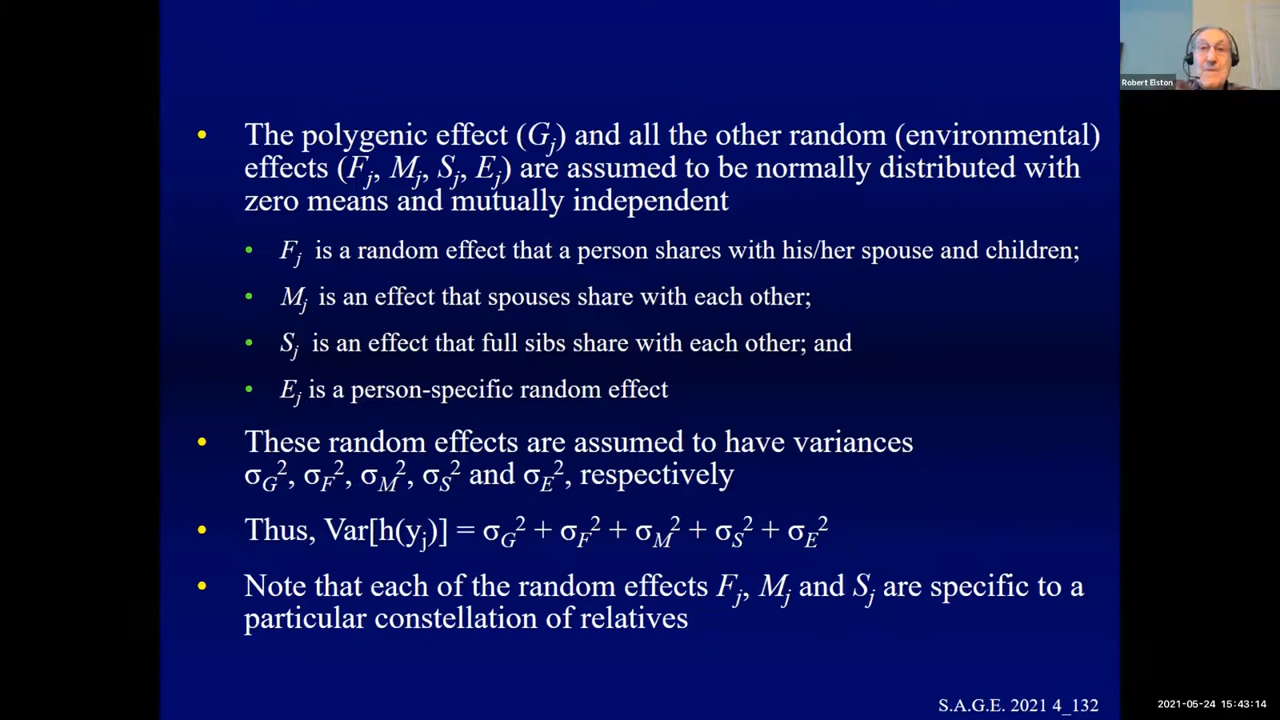 The polygenic effect (Gj) and all the other random (environmental)
effects (Fj, Mj, Sj, Ej) are assumed to be normally distributed with
zero means and mutually independent
Fj is a random effect that a person shares with his/her spouse and children;
Mj is an effect that spouses share with each other;
Sj is an effect that full sibs share with each other; and
Ej is a person-specific random effect
These random effects are assumed to have variances
σG², σF², σM², σS² and σE², respectively
Thus, Var[h(yj)] = σG² + σF² + σM² + σS² + σE²
Note that each of the random effects Fj, Mj and Sj are specific to a
particular constellation of relatives
S.A.G.E. 2021 4_132
Robert Elston
2021-05-24 15:43:14